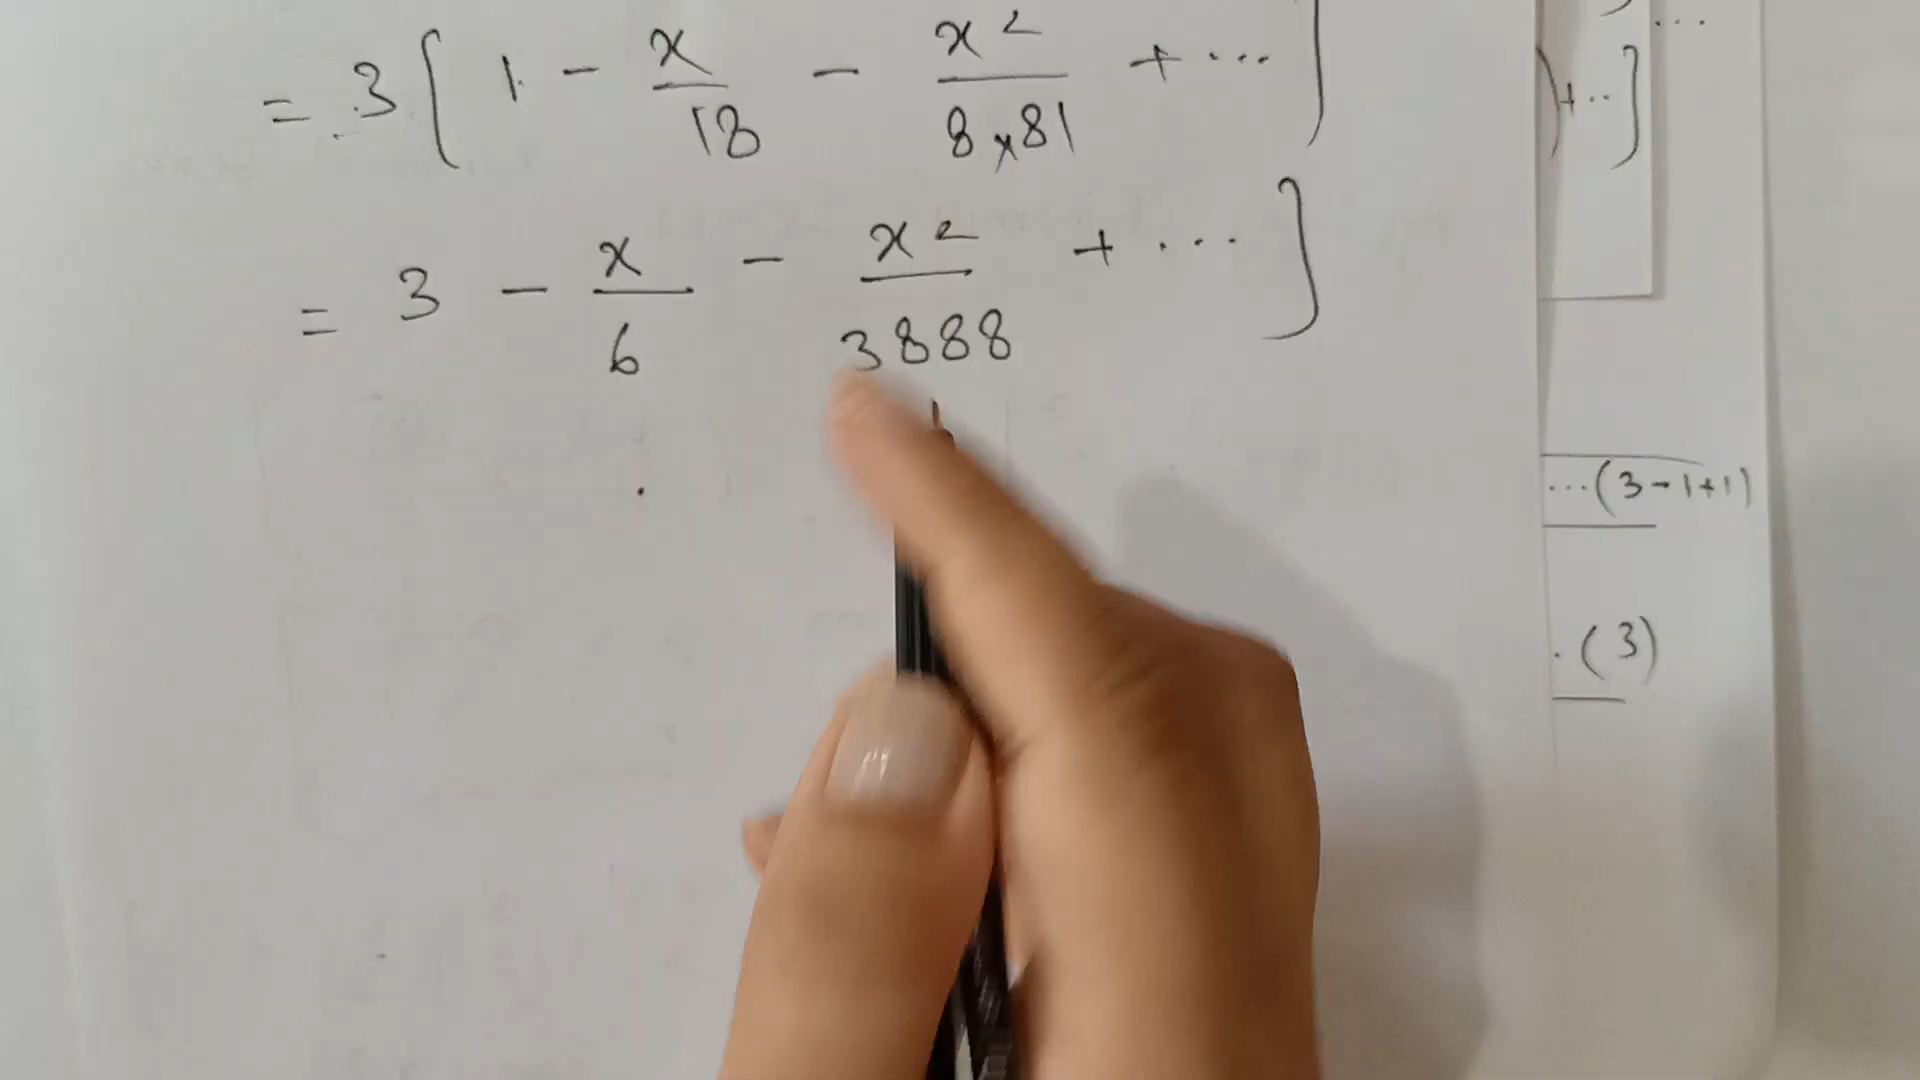 = 3 [ 1 - x/18 - x²/8×81 + ... ]
= 3 - x/6 - x²/3888 + ... ]
...
+ .. ]
...(3-1+1)
. (3)